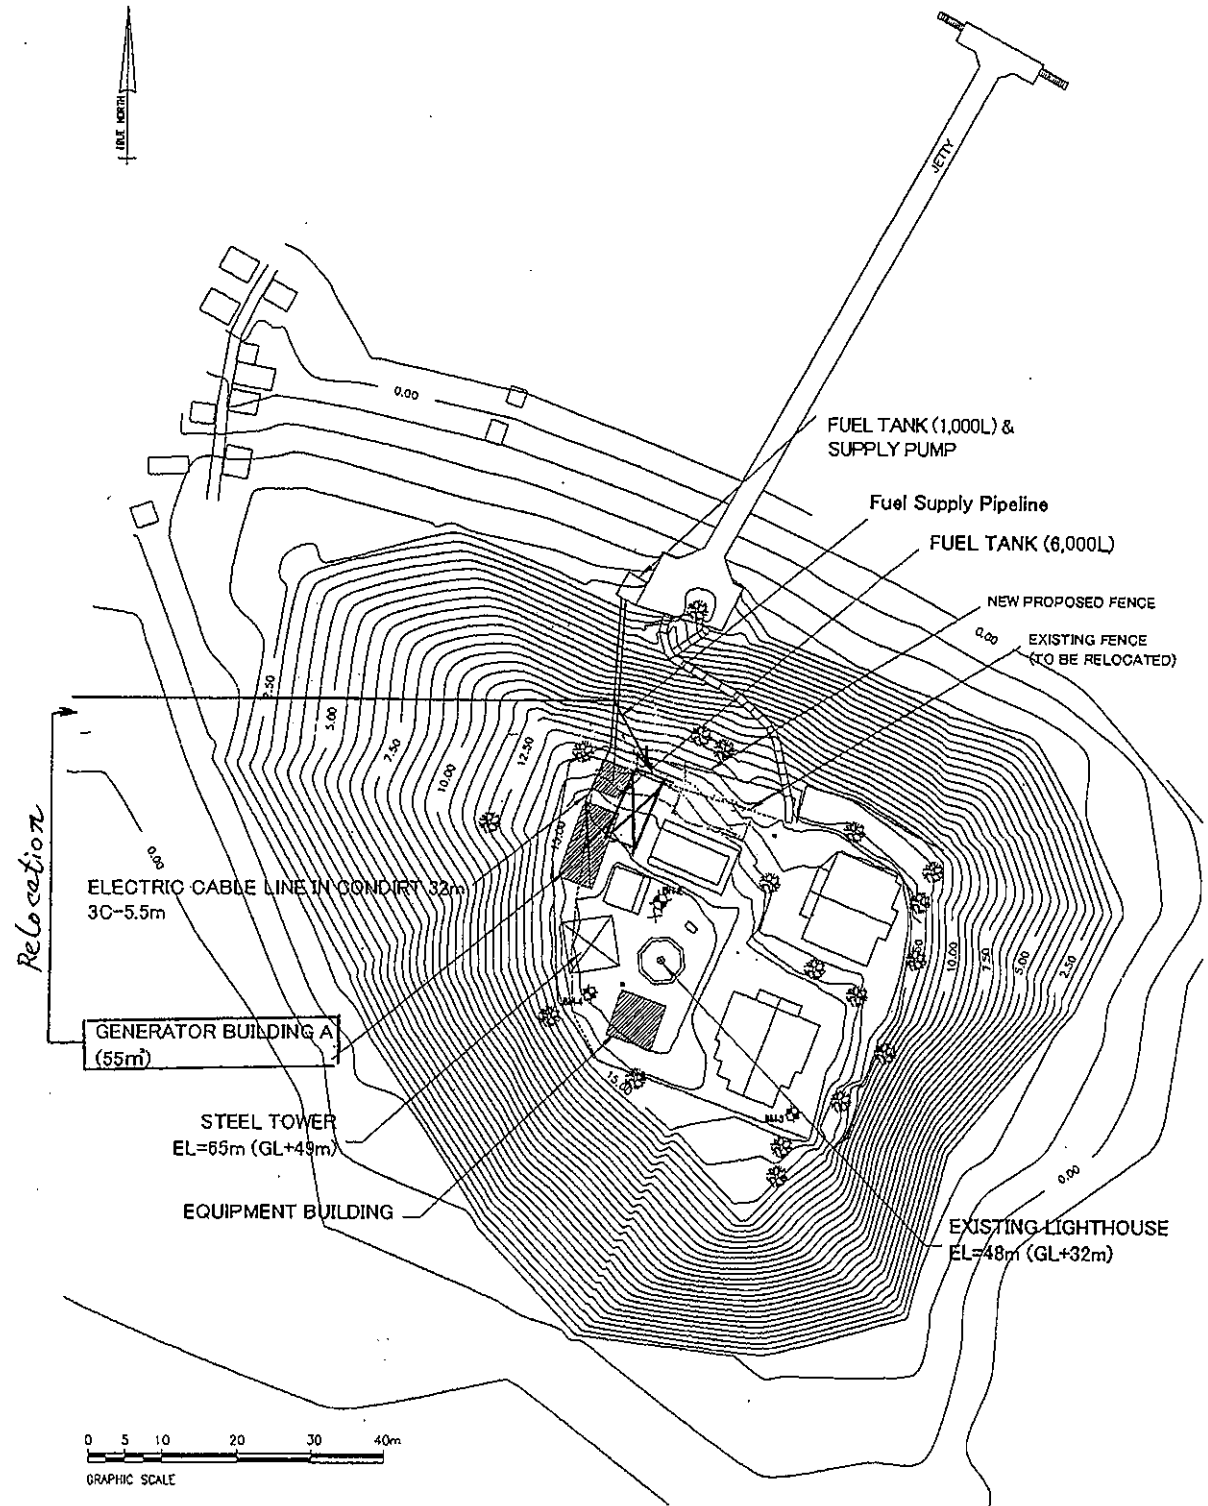 TRUE NORTH
JETTY
0.00
FUEL TANK (1,000L) &
SUPPLY PUMP
Fuel Supply Pipeline
FUEL TANK (6,000L)
NEW PROPOSED FENCE
0.00
EXISTING FENCE
(TO BE RELOCATED)
2.50
5.00
7.50
10.00
12.50
15.00
Relocation
0.00
ELECTRIC CABLE LINE IN CONDIRT 32m
3C-5.5m
10.00
7.50
5.00
2.50
GENERATOR BUILDING A
(55㎡)
15.00
STEEL TOWER
EL=65m (GL+49m)
0.00
EQUIPMENT BUILDING
EXISTING LIGHTHOUSE
EL=48m (GL+32m)
0 5 10 20 30 40m
GRAPHIC SCALE